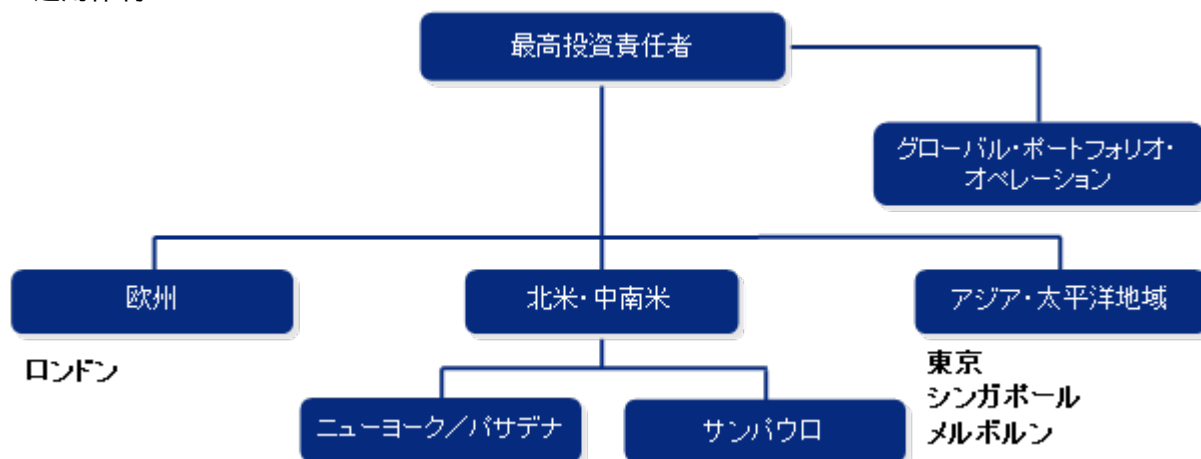 最高投資責任者
グローバル・ポートフォリオ・
オペレーション
欧州
北米・中南米
アジア・太平洋地域
ロンドン
東京
シンガポール
メルボルン
ニューヨーク／パサデナ
サンパウロ